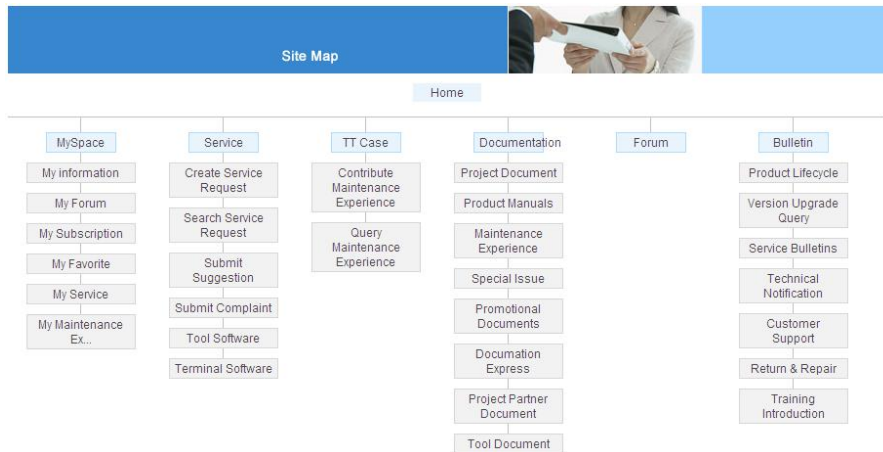 Site Map
Home
MySpace
My information
My Forum
My Subscription
My Favorite
My Service
My Maintenance
Ex...
Service
Create Service
Request
Search Service
Request
Submit
Suggestion
Submit Complaint
Tool Software
Terminal Software
TT Case
Contribute
Maintenance
Experience
Query
Maintenance
Experience
Documentation
Project Document
Product Manuals
Maintenance
Experience
Special Issue
Promotional
Documents
Documation
Express
Project Partner
Document
Tool Document
Forum
Bulletin
Product Lifecycle
Version Upgrade
Query
Service Bulletins
Technical
Notification
Customer
Support
Return & Repair
Training
Introduction